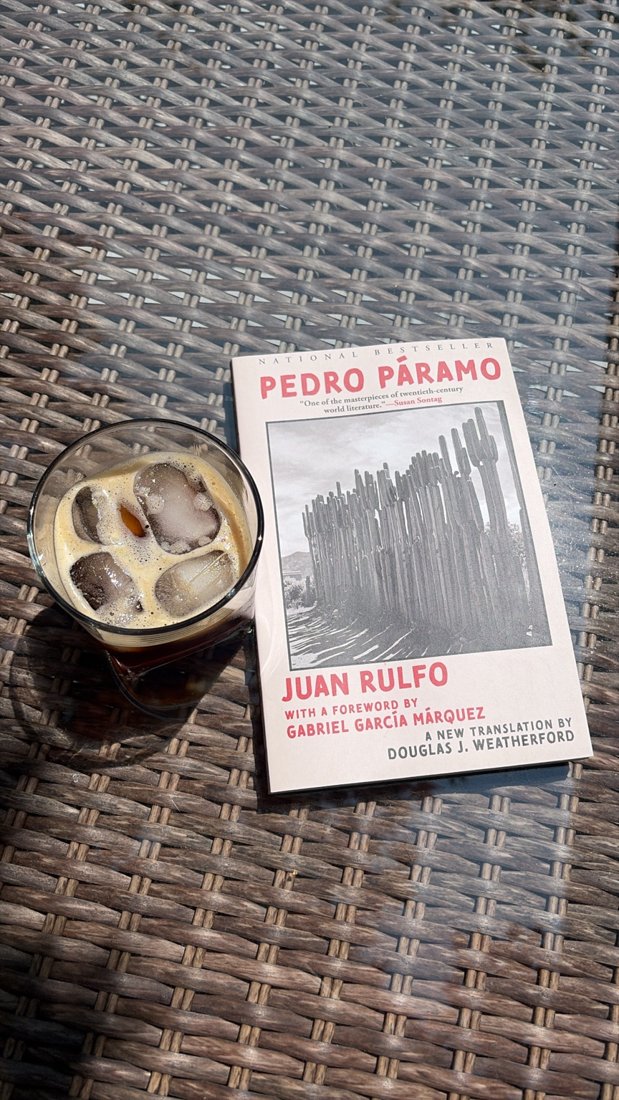 NATIONAL BESTSELLER
PEDRO PÁRAMO
"One of the masterpieces of twentieth-century
world literature."—Susan Sontag
JUAN RULFO
WITH A FOREWORD BY
GABRIEL GARCÍA MÁRQUEZ
A NEW TRANSLATION BY
DOUGLAS J. WEATHERFORD